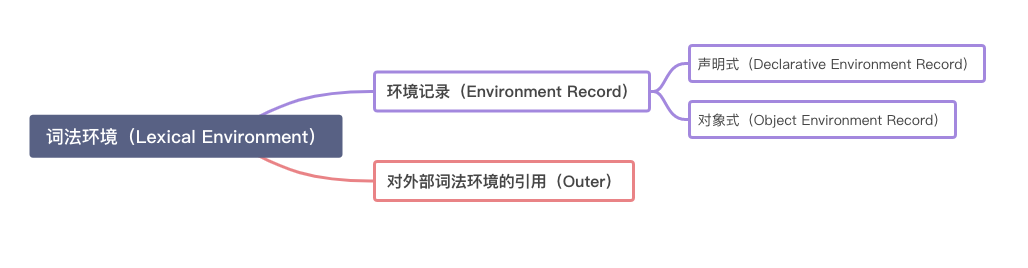 词法环境（Lexical Environment）
环境记录（Environment Record）
声明式（Declarative Environment Record）
对象式（Object Environment Record）
对外部词法环境的引用（Outer）